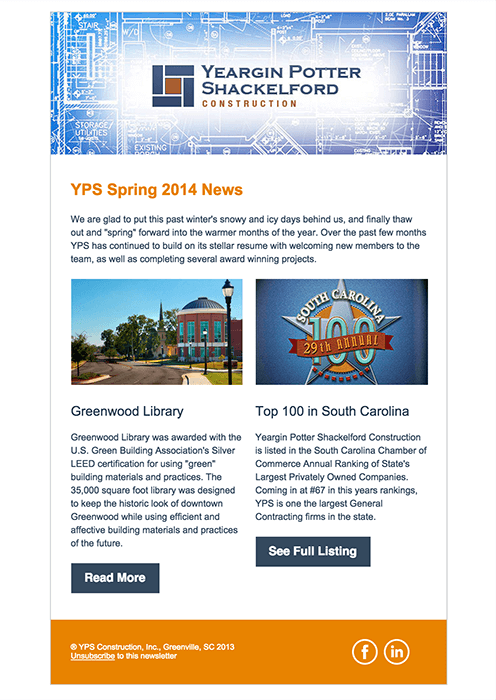 STORAGE/
UTILITIES
EXISTING
YEARGIN POTTER
SHACKELFORD
CONSTRUCTION
YPS Spring 2014 News
We are glad to put this past winter's snowy and icy days behind us, and finally thaw
out and "spring" forward into the warmer months of the year. Over the past few months
YPS has continued to build on its stellar resume with welcoming new members to the
team, as well as completing several award winning projects.
SOUTH CAROLINA
100
29th ANNUAL
Greenwood Library
Greenwood Library was awarded with the
U.S. Green Building Association's Silver
LEED certification for using "green"
building materials and practices. The
35,000 square foot library was designed
to keep the historic look of downtown
Greenwood while using efficient and
affective building materials and practices
of the future.
Read More
Top 100 in South Carolina
Yeargin Potter Shackelford Construction
is listed in the South Carolina Chamber of
Commerce Annual Ranking of State's
Largest Privately Owned Companies.
Coming in at #67 in this years rankings,
YPS is one the largest General
Contracting firms in the state.
See Full Listing
® YPS Construction, Inc., Greenville, SC 2013
Unsubscribe to this newsletter
f
in